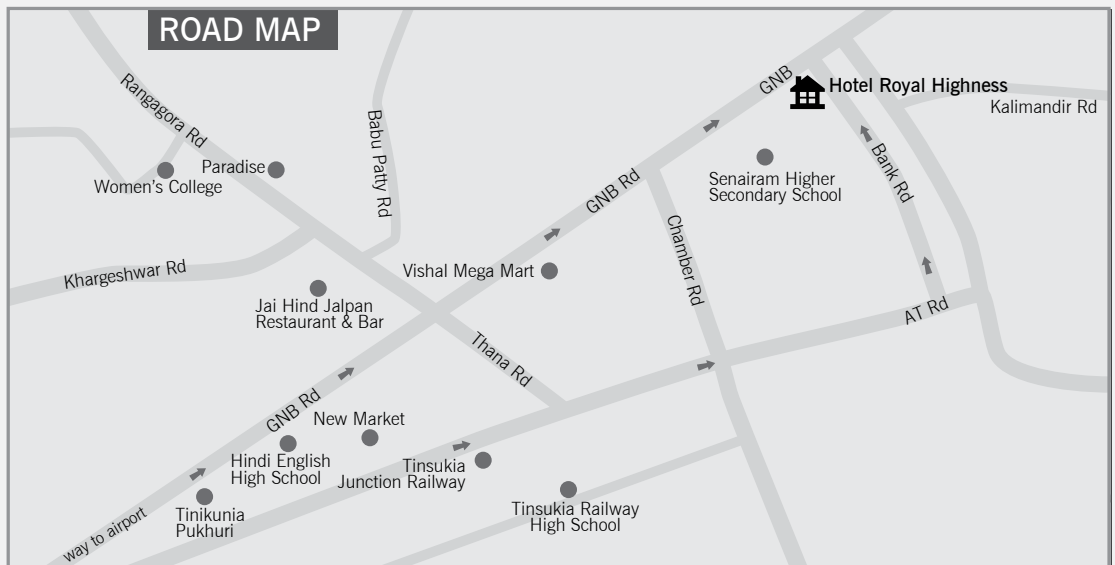 ROAD MAP
Rangagora Rd
Babu Patty Rd
GNB
Hotel Royal Highness
Kalimandir Rd
Paradise
Women's College
Bank Rd
Senairam Higher
Secondary School
GNB Rd
Chamber Rd
Khargeshwar Rd
Vishal Mega Mart
Jai Hind Jalpan
Restaurant & Bar
AT Rd
Thana Rd
GNB Rd
New Market
Hindi English
High School
Tinsukia
Junction Railway
Tinikunia
Pukhuri
Tinsukia Railway
High School
way to airport